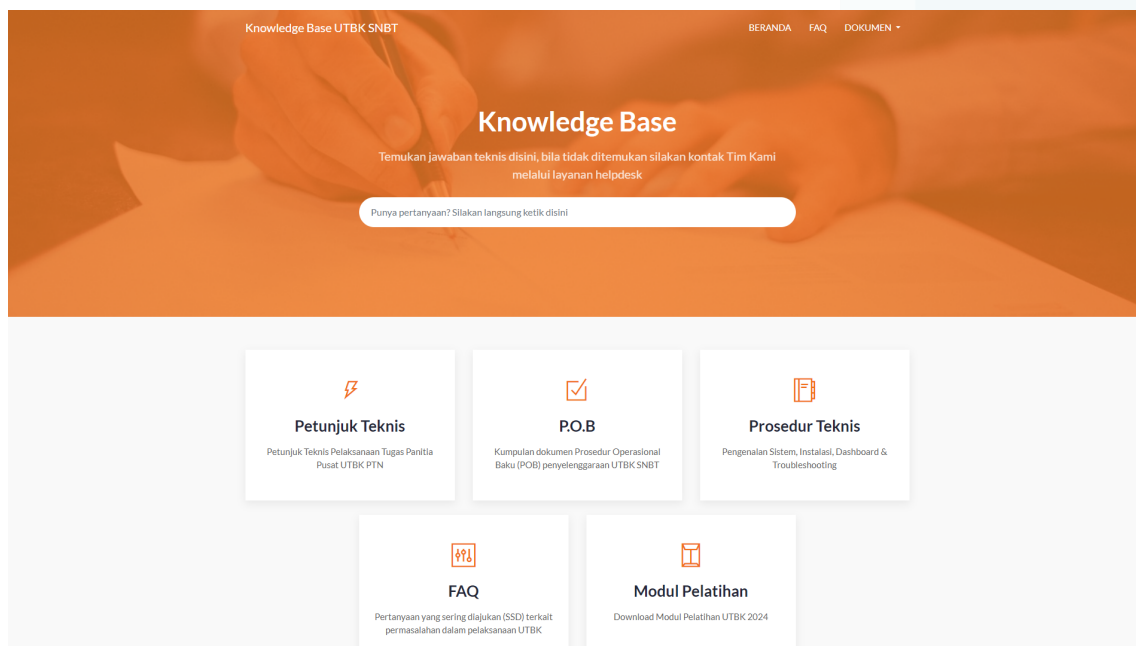 Knowledge Base UTBK SNBT
BERANDA FAQ DOKUMEN
Knowledge Base
Temukan jawaban teknis disini, bila tidak ditemukan silakan kontak Tim Kami
melalui layanan helpdesk
Punya pertanyaan? Silakan langsung ketik disini
Petunjuk Teknis
Petunjuk Teknis Pelaksanaan Tugas Panitia
Pusat UTBK PTN
P.O.B
Kumpulan dokumen Prosedur Operasional
Baku (POB) penyelenggaraan UTBK SNBT
Prosedur Teknis
Pengenalan Sistem, Instalasi, Dashboard &
Troubleshooting
FAQ
Pertanyaan yang sering diajukan (SSD) terkait
permasalahan dalam pelaksanaan UTBK
Modul Pelatihan
Download Modul Pelatihan UTBK 2024